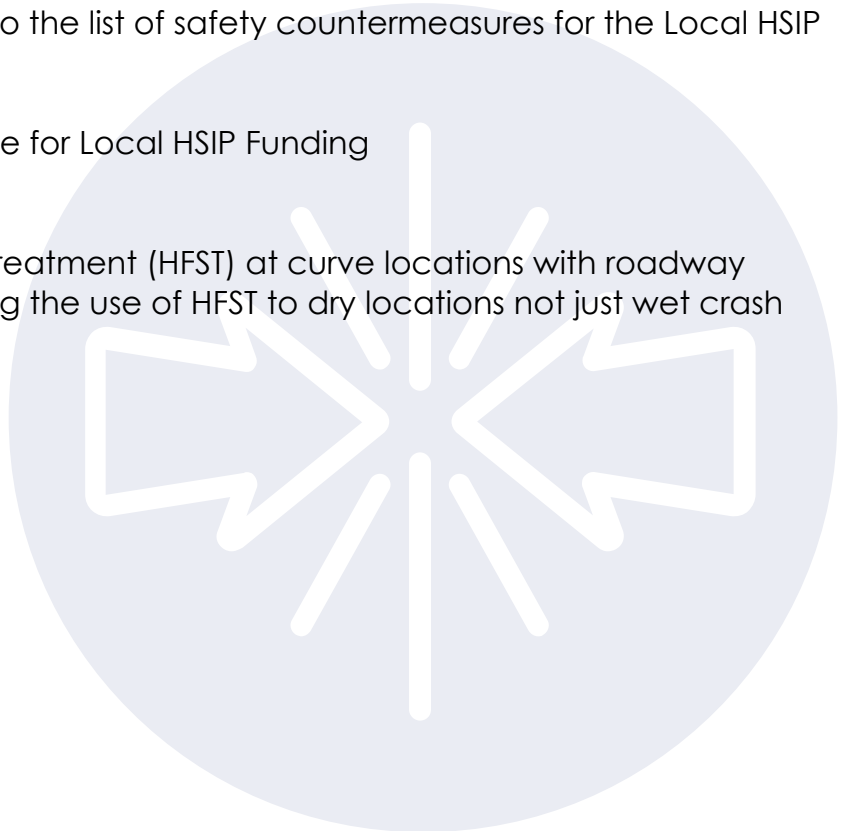 o the list of safety countermeasures for the Local HSIP
e for Local HSIP Funding
reatment (HFST) at curve locations with roadway
g the use of HFST to dry locations not just wet crash